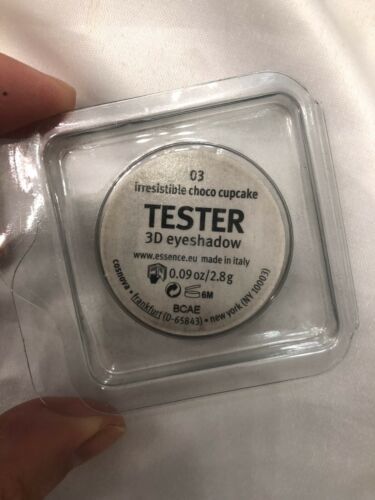 03
irresistible choco cupcake
TESTER
3D eyeshadow
www.essence.eu made in italy
0.09 oz/2.8g
6M
BCAE
cosnova • frankfurt (D-65843) • new york (NY 10003)